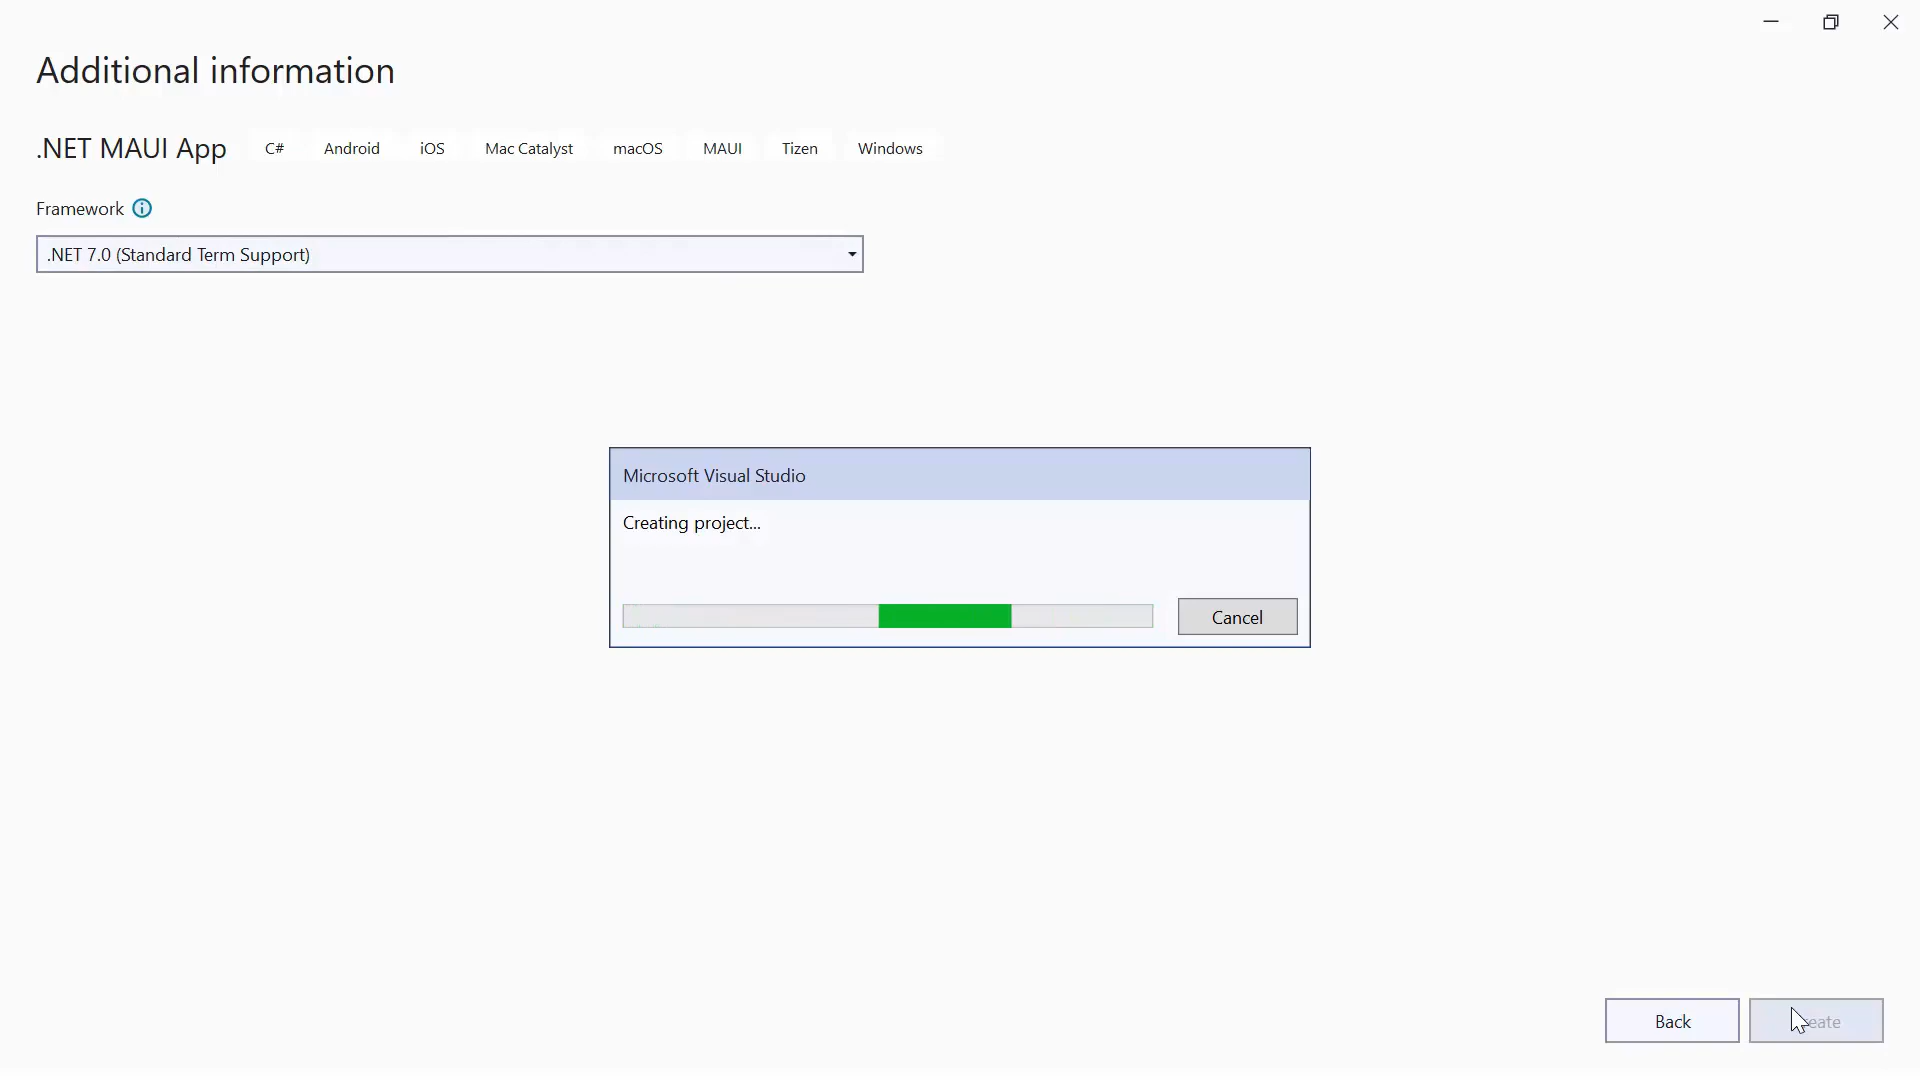 Additional information
.NET MAUI App C# Android iOS Mac Catalyst macOS MAUI Tizen Windows
Framework
.NET 7.0 (Standard Term Support)
Microsoft Visual Studio
Creating project...
Cancel
Back